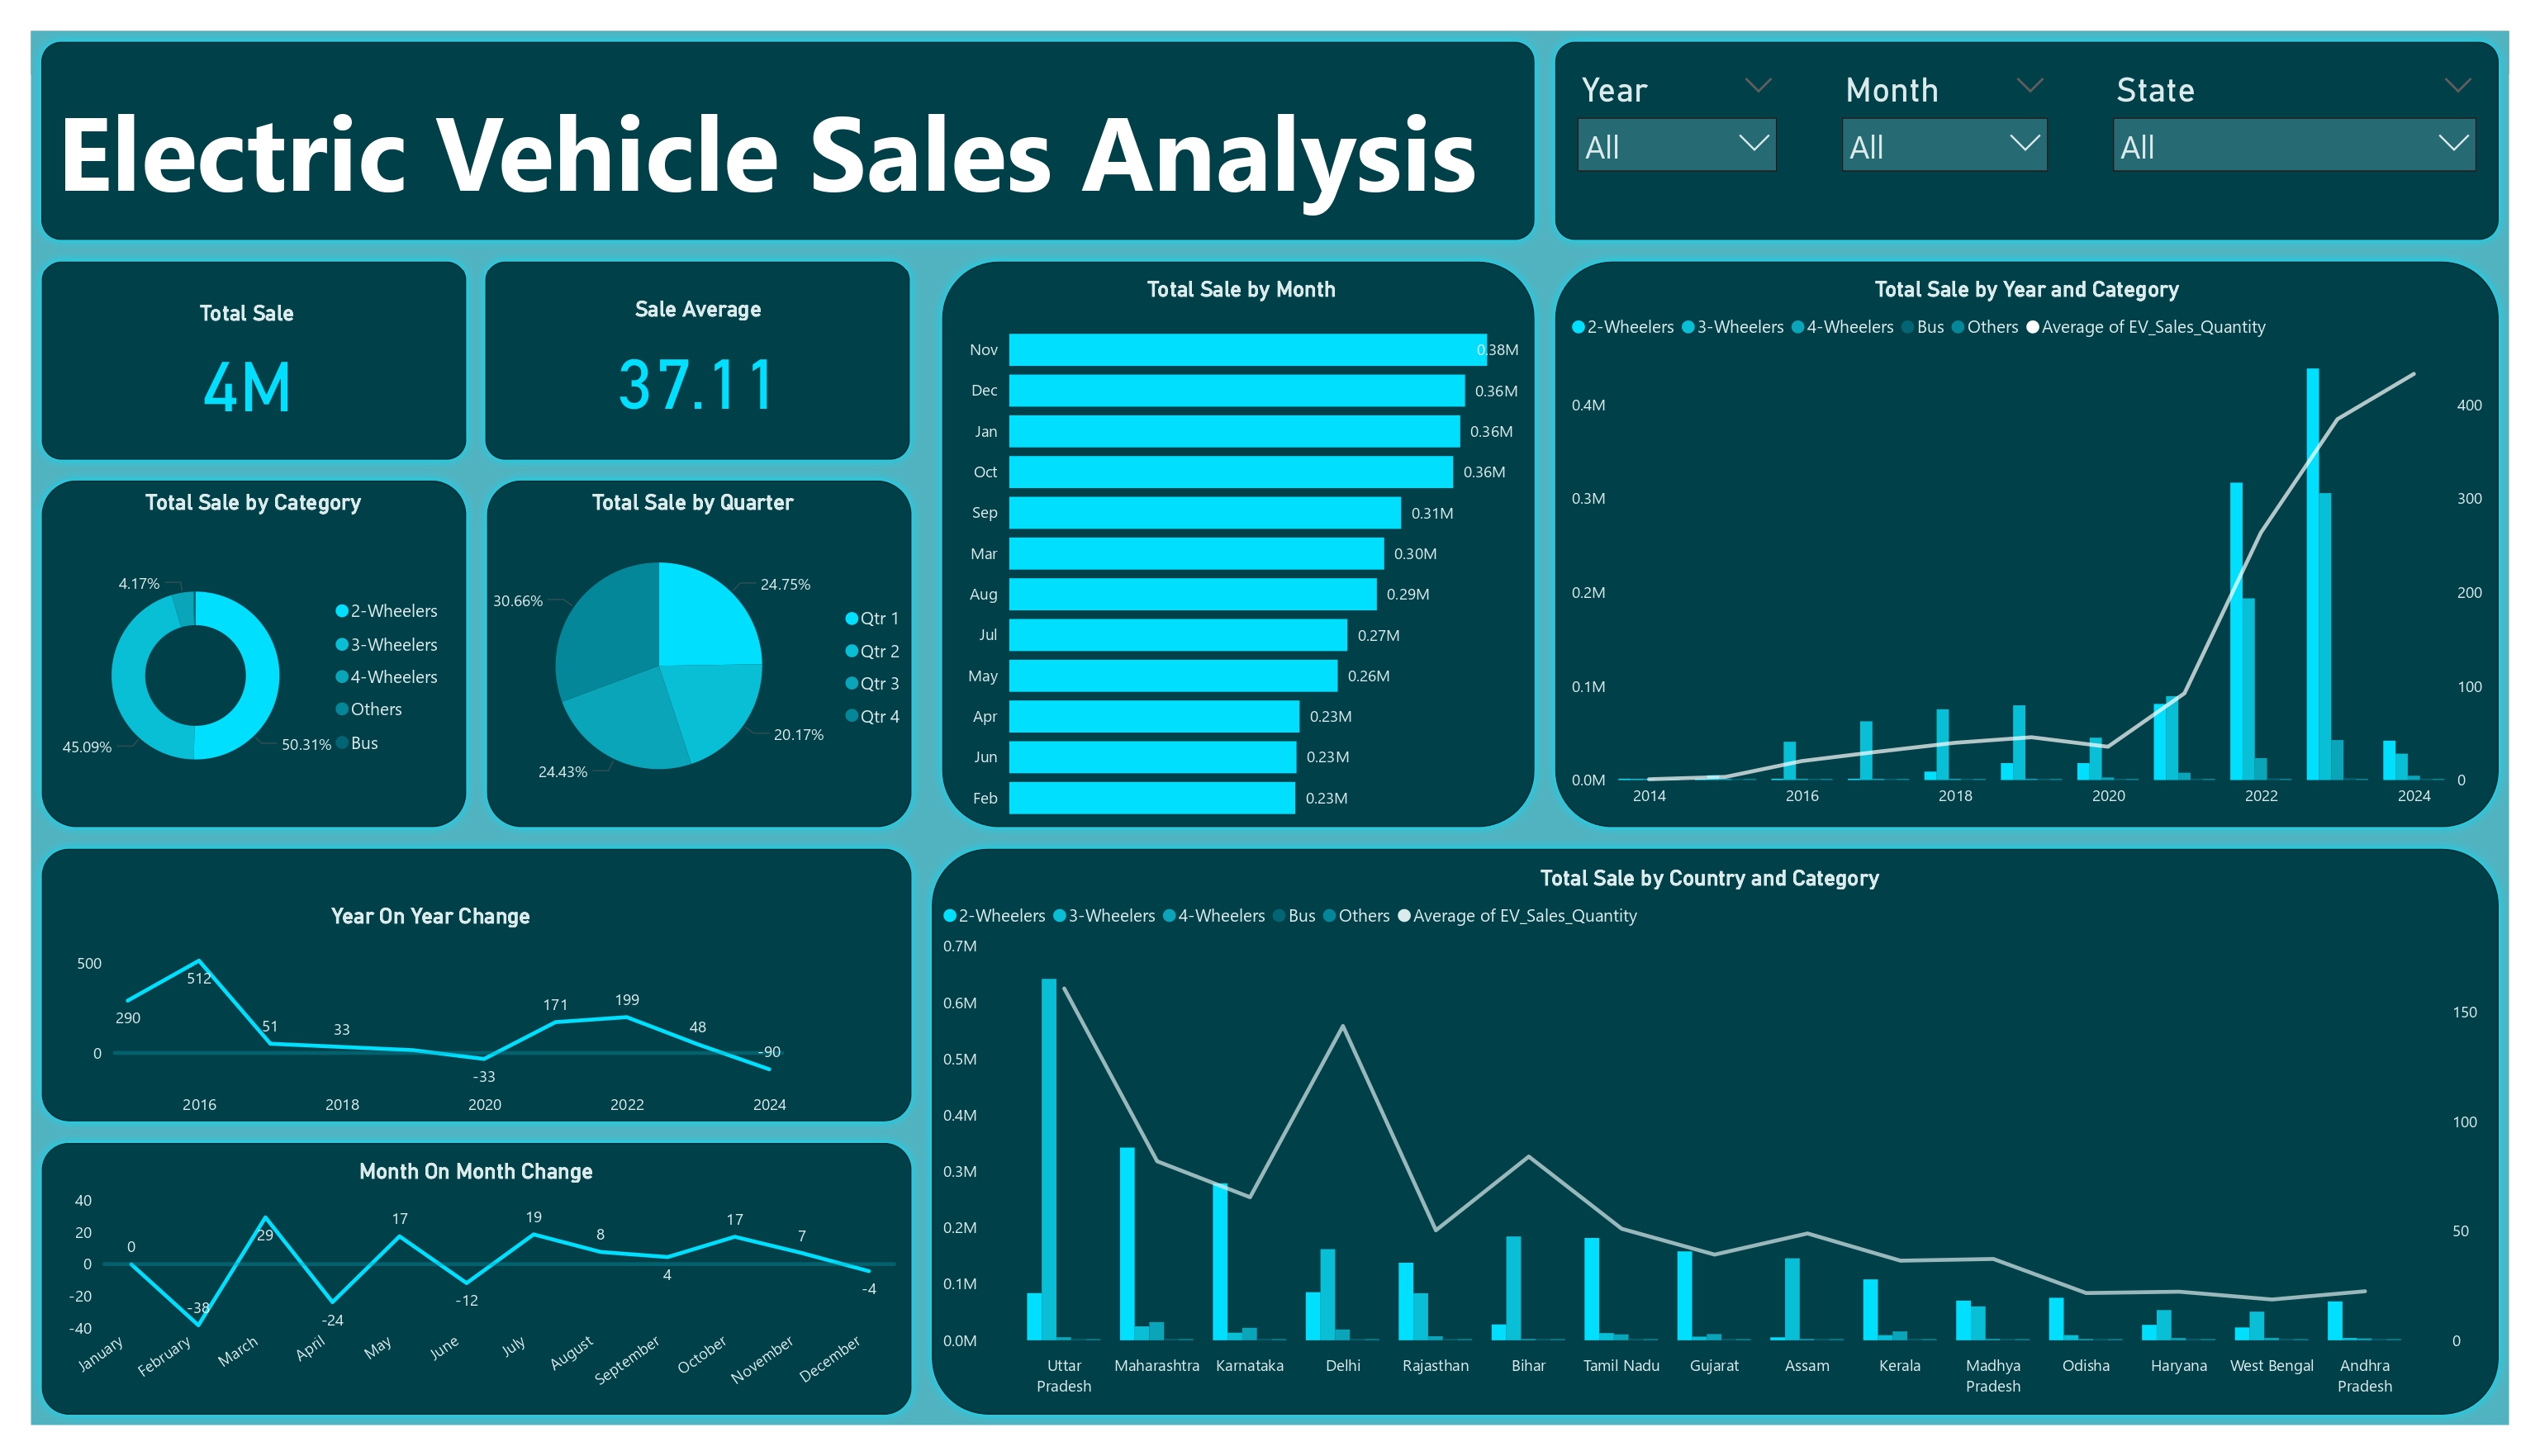 Electric Vehicle Sales Analysis
Year
All
Month
All
State
All
Total Sale
4M
Sale Average
37.11
Total Sale by Category
4.17%
45.09%
50.31%
2-Wheelers
3-Wheelers
4-Wheelers
Others
Bus
Total Sale by Quarter
30.66%
24.75%
24.43%
20.17%
Qtr 1
Qtr 2
Qtr 3
Qtr 4
Total Sale by Month
Nov 0.38M
Dec 0.36M
Jan 0.36M
Oct 0.36M
Sep 0.31M
Mar 0.30M
Aug 0.29M
Jul 0.27M
May 0.26M
Apr 0.23M
Jun 0.23M
Feb 0.23M
Total Sale by Year and Category
2-Wheelers 3-Wheelers 4-Wheelers Bus Others Average of EV_Sales_Quantity
0.4M 400
0.3M 300
0.2M 200
0.1M 100
0.0M 0
2014 2016 2018 2020 2022 2024
Year On Year Change
500
0
290
512
51
33
-33
171
199
48
-90
2016 2018 2020 2022 2024
Month On Month Change
40
20
0
-20
-40
0
-38
29
-24
17
-12
19
8
4
17
7
-4
January February March April May June July August September October November December
Total Sale by Country and Category
2-Wheelers 3-Wheelers 4-Wheelers Bus Others Average of EV_Sales_Quantity
0.7M
0.6M
0.5M
0.4M
0.3M
0.2M
0.1M
0.0M
150
100
50
0
Uttar Pradesh
Maharashtra
Karnataka
Delhi
Rajasthan
Bihar
Tamil Nadu
Gujarat
Assam
Kerala
Madhya Pradesh
Odisha
Haryana
West Bengal
Andhra Pradesh